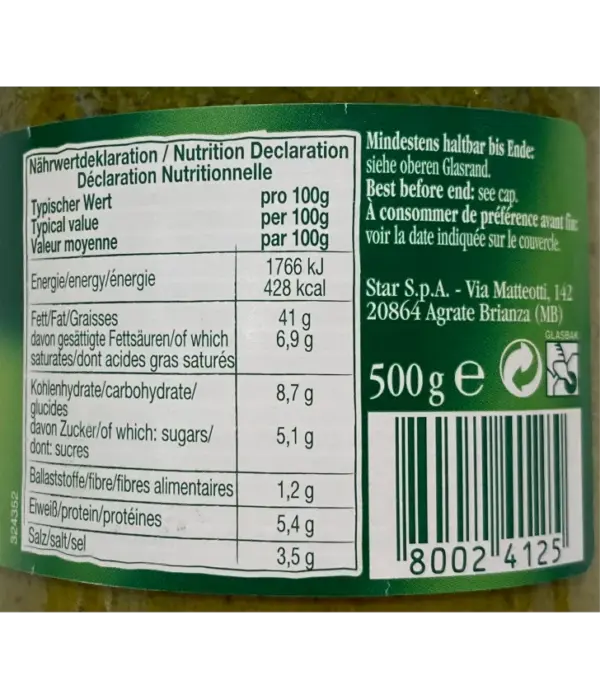 Nährwertdeklaration / Nutrition Declaration
Déclaration Nutritionnelle
Typischer Wert
Typical value
Valeur moyenne
pro 100g
per 100g
par 100g
Energie/energy/énergie
1766 kJ
428 kcal
Fett/Fat/Graisses
41 g
davon gesättigte Fettsäuren/of which
saturates/dont acides gras saturés
6,9 g
Kohlenhydrate/carbohydrate/
glucides
8,7 g
davon Zucker/of which: sugars/
dont: sucres
5,1 g
Ballaststoffe/fibre/fibres alimentaires
1,2 g
Eiweiß/protein/protéines
5,4 g
Salz/salt/sel
3,5 g
324352
Mindestens haltbar bis Ende:
siehe oberen Glasrand.
Best before end: see cap.
À consommer de préférence avant fin:
voir la date indiquée sur le couvercle.
Star S.p.A. - Via Matteotti, 142
20864 Agrate Brianza (MB)
GLASBAK
500 g e
8002 4125